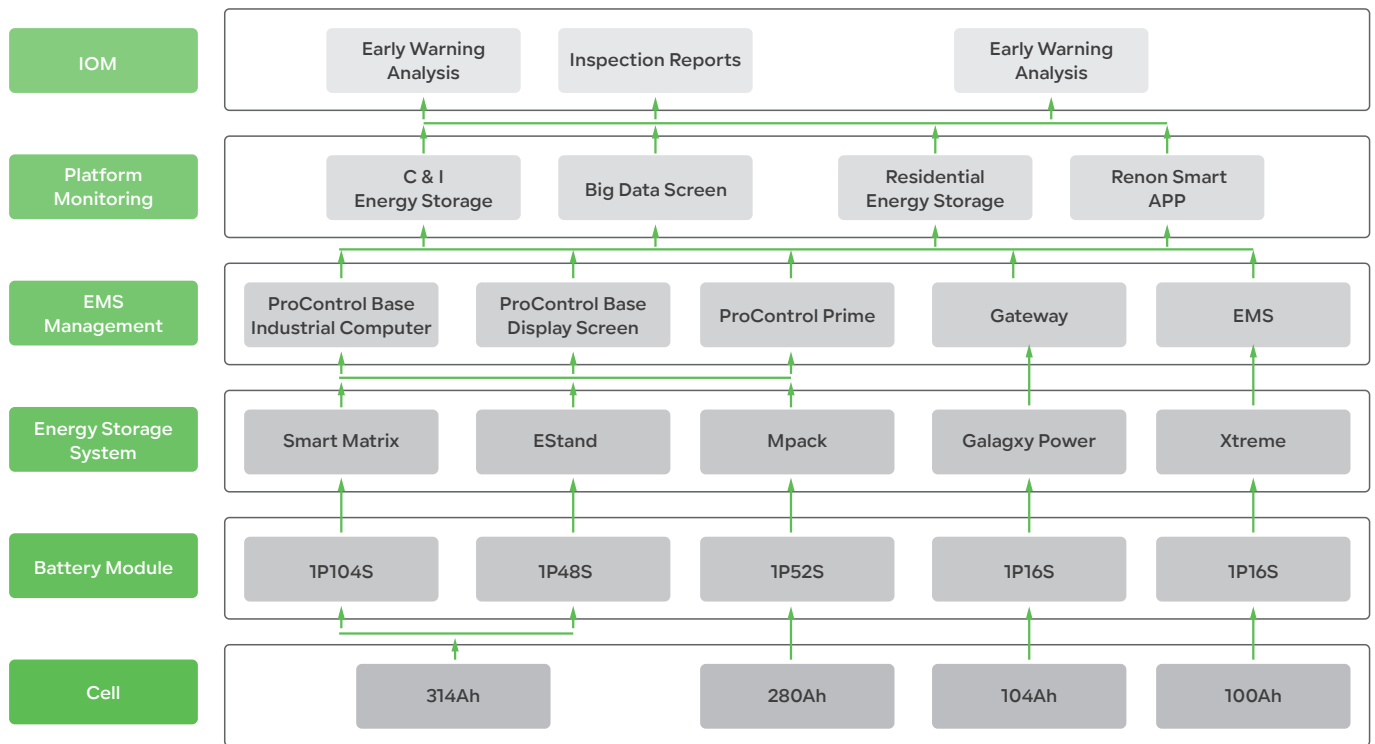 IOM
Early Warning
Analysis
Inspection Reports
Early Warning
Analysis
Platform
Monitoring
C & I
Energy Storage
Big Data Screen
Residential
Energy Storage
Renon Smart
APP
EMS
Management
ProControl Base
Industrial Computer
ProControl Base
Display Screen
ProControl Prime
Gateway
EMS
Energy Storage
System
Smart Matrix
EStand
Mpack
Galagxy Power
Xtreme
Battery Module
1P104S
1P48S
1P52S
1P16S
1P16S
Cell
314Ah
280Ah
104Ah
100Ah